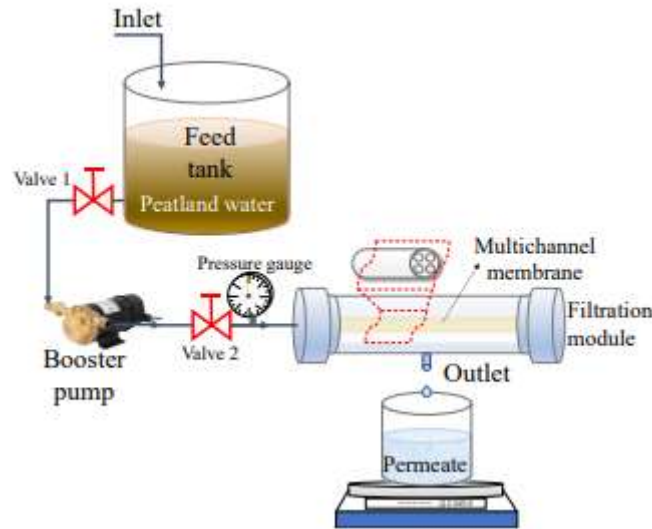 Inlet
Feed
tank
Peatland water
Valve 1
Pressure gauge
Multichannel
membrane
Filtration
module
Valve 2
Booster
pump
Outlet
Permeate